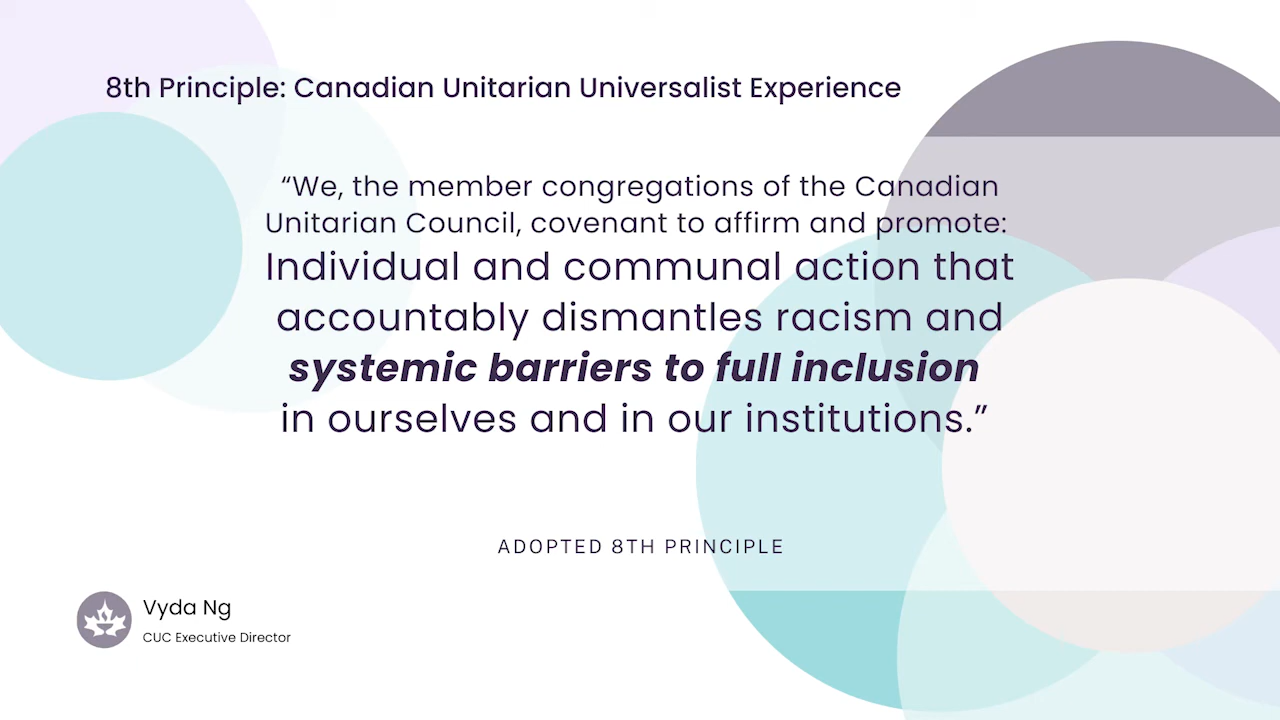 8th Principle: Canadian Unitarian Universalist Experience
“We, the member congregations of the Canadian
Unitarian Council, covenant to affirm and promote:
Individual and communal action that
accountably dismantles racism and
systemic barriers to full inclusion
in ourselves and in our institutions.”
ADOPTED 8TH PRINCIPLE
Vyda Ng
CUC Executive Director